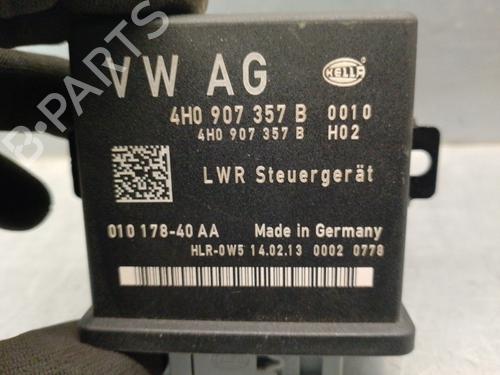 VW AG
HELLA
4H0 907 357 B 0010
4H0 907 357 B H02
LWR Steuergerät
010 178-40 AA Made in Germany
HLR-0W5 14.02.13 0002 0778
B-PARTS